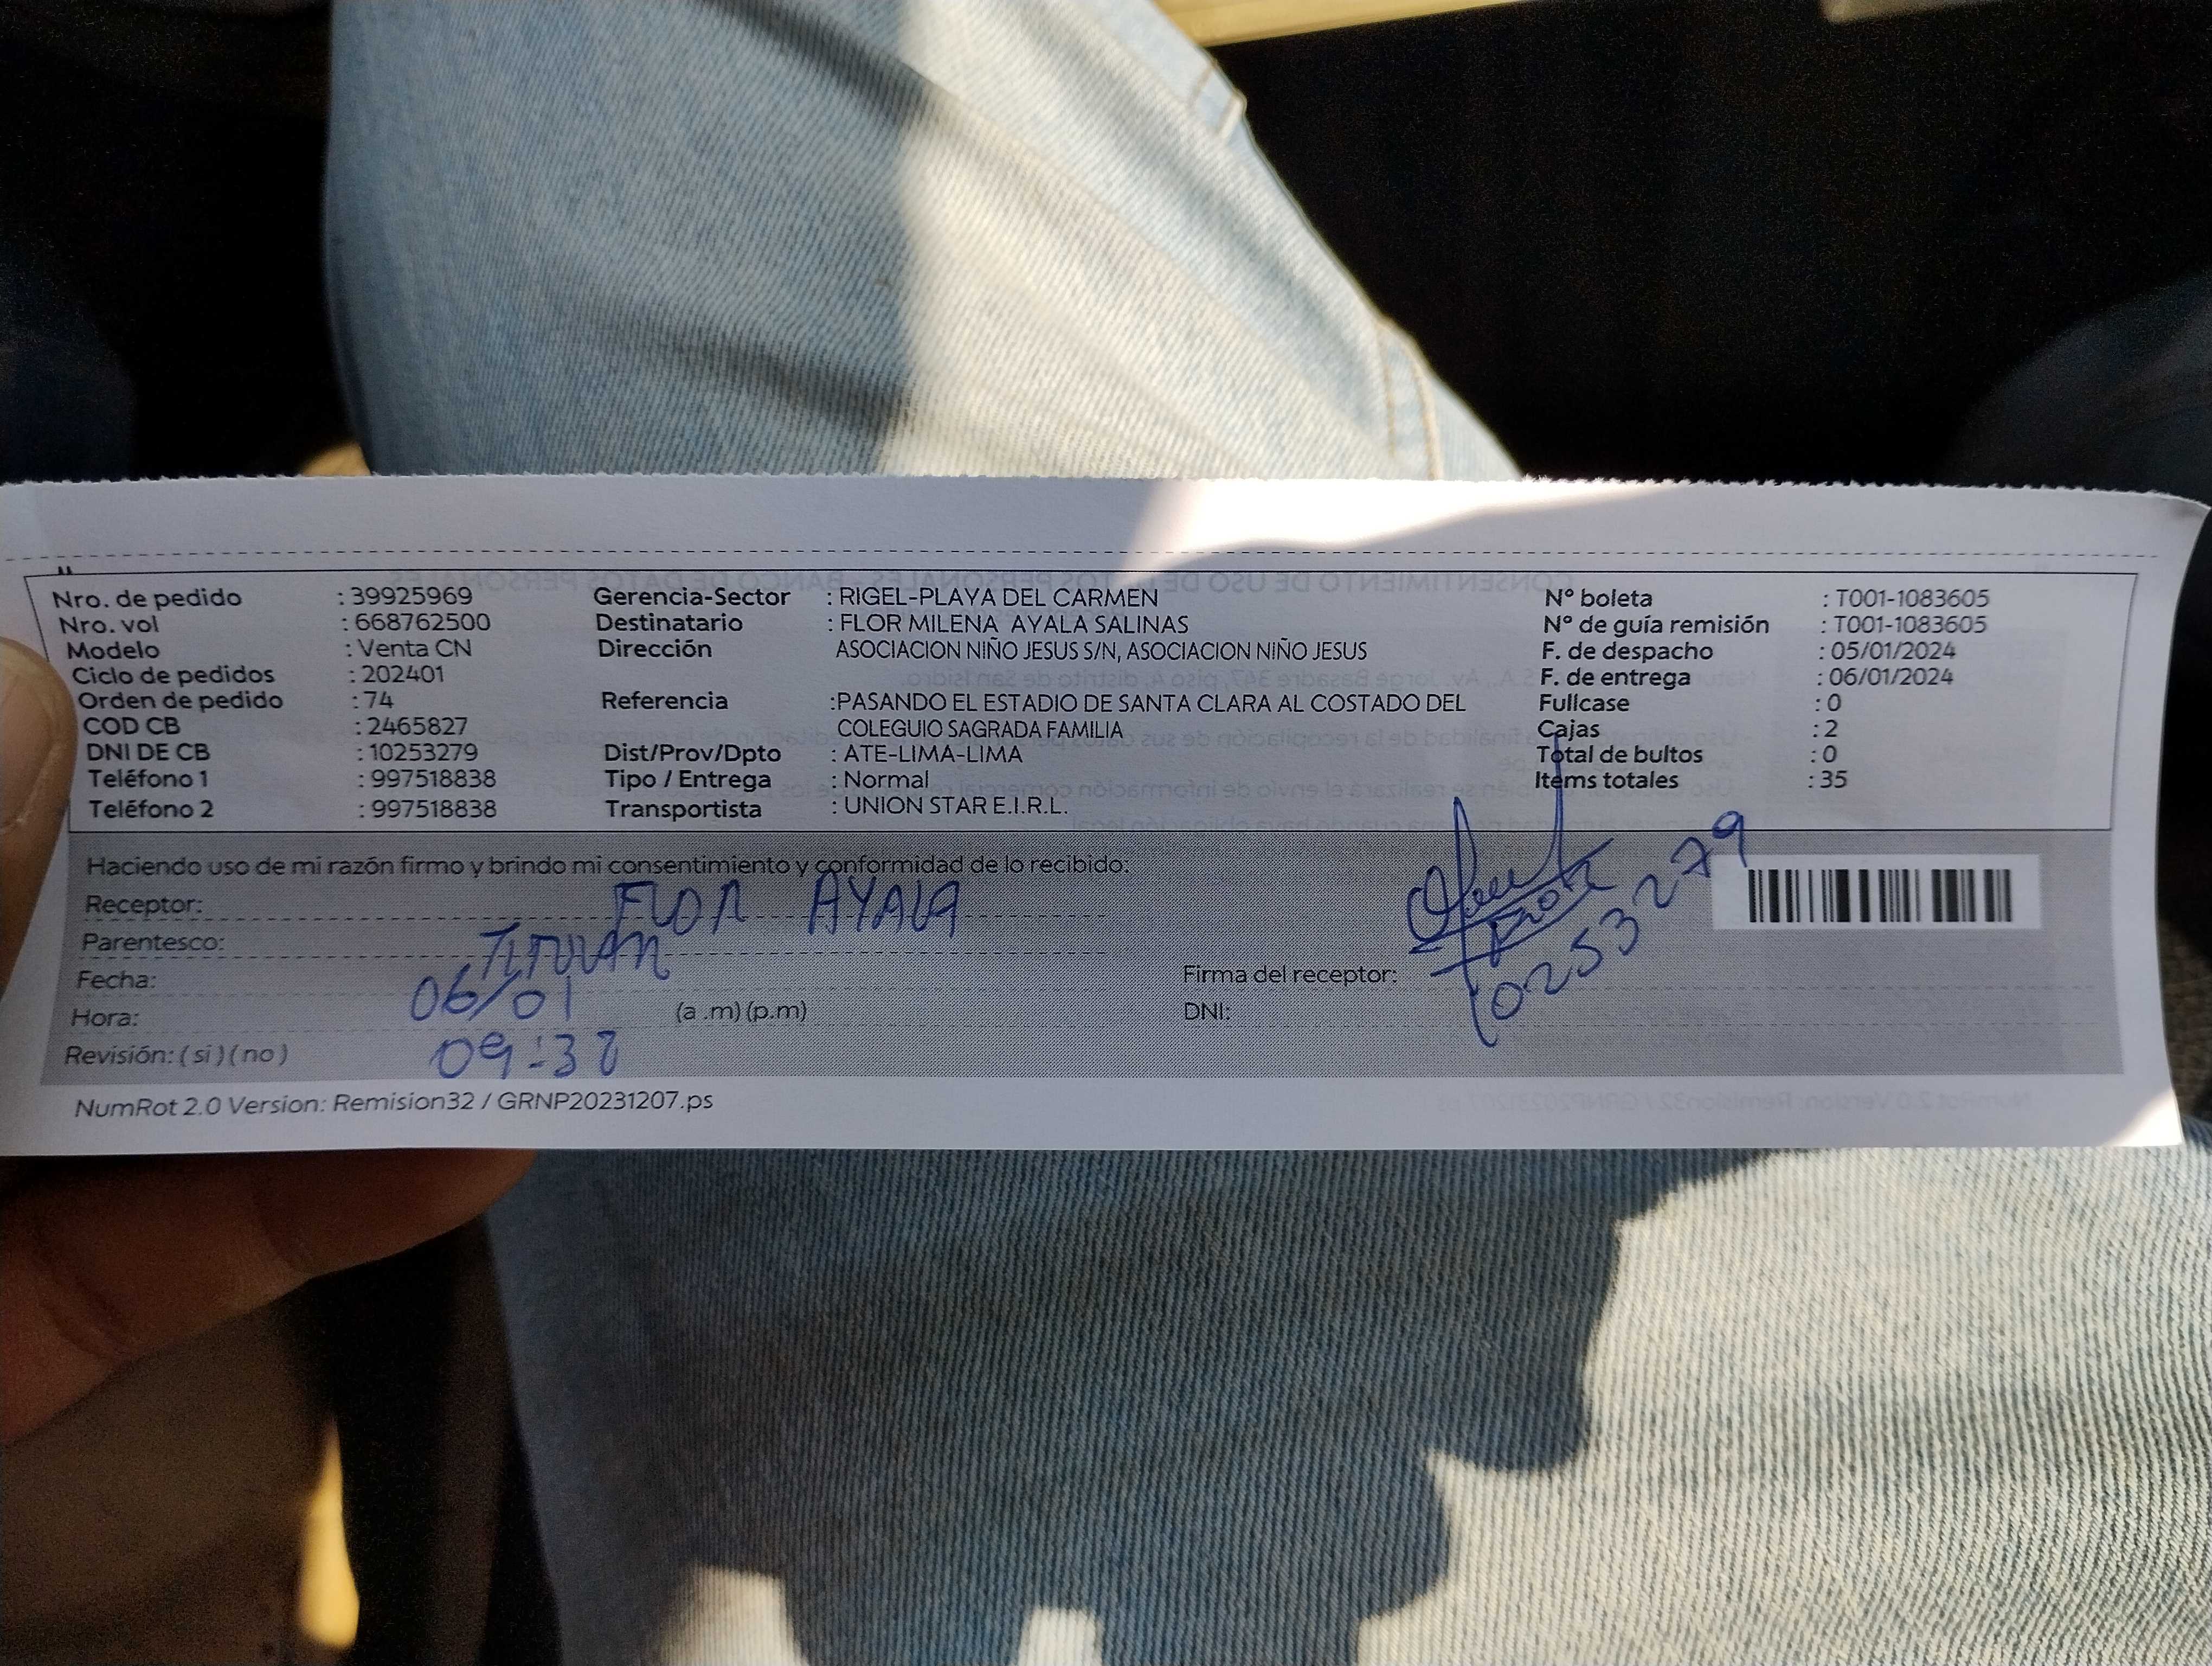 Nro. de pedido : 39925969 Gerencia-Sector : RIGEL-PLAYA DEL CARMEN N° boleta : T001-1083605
Nro. vol : 668762500 Destinatario : FLOR MILENA AYALA SALINAS N° de guía remisión : T001-1083605
Modelo : Venta CN Dirección ASOCIACION NIÑO JESUS S/N, ASOCIACION NIÑO JESUS F. de despacho : 05/01/2024
Ciclo de pedidos : 202401 F. de entrega : 06/01/2024
Orden de pedido : 74 Referencia :PASANDO EL ESTADIO DE SANTA CLARA AL COSTADO DEL Fullcase : 0
COD CB : 2465827 COLEGUIO SAGRADA FAMILIA Cajas : 2
DNI DE CB : 10253279 Dist/Prov/Dpto : ATE-LIMA-LIMA Total de bultos : 0
Teléfono 1 : 997518838 Tipo / Entrega : Normal Items totales : 35
Teléfono 2 : 997518838 Transportista : UNION STAR E.I.R.L.
Haciendo uso de mi razón firmo y brindo mi consentimiento y conformidad de lo recibido:
Receptor: FLOR AYALA
Parentesco:
Fecha: 06/01 Firma del receptor:
Hora: (a .m) (p.m) DNI: 10253279
Revisión: ( si ) ( no ) 09:38
NumRot 2.0 Version: Remision32 / GRNP20231207.ps